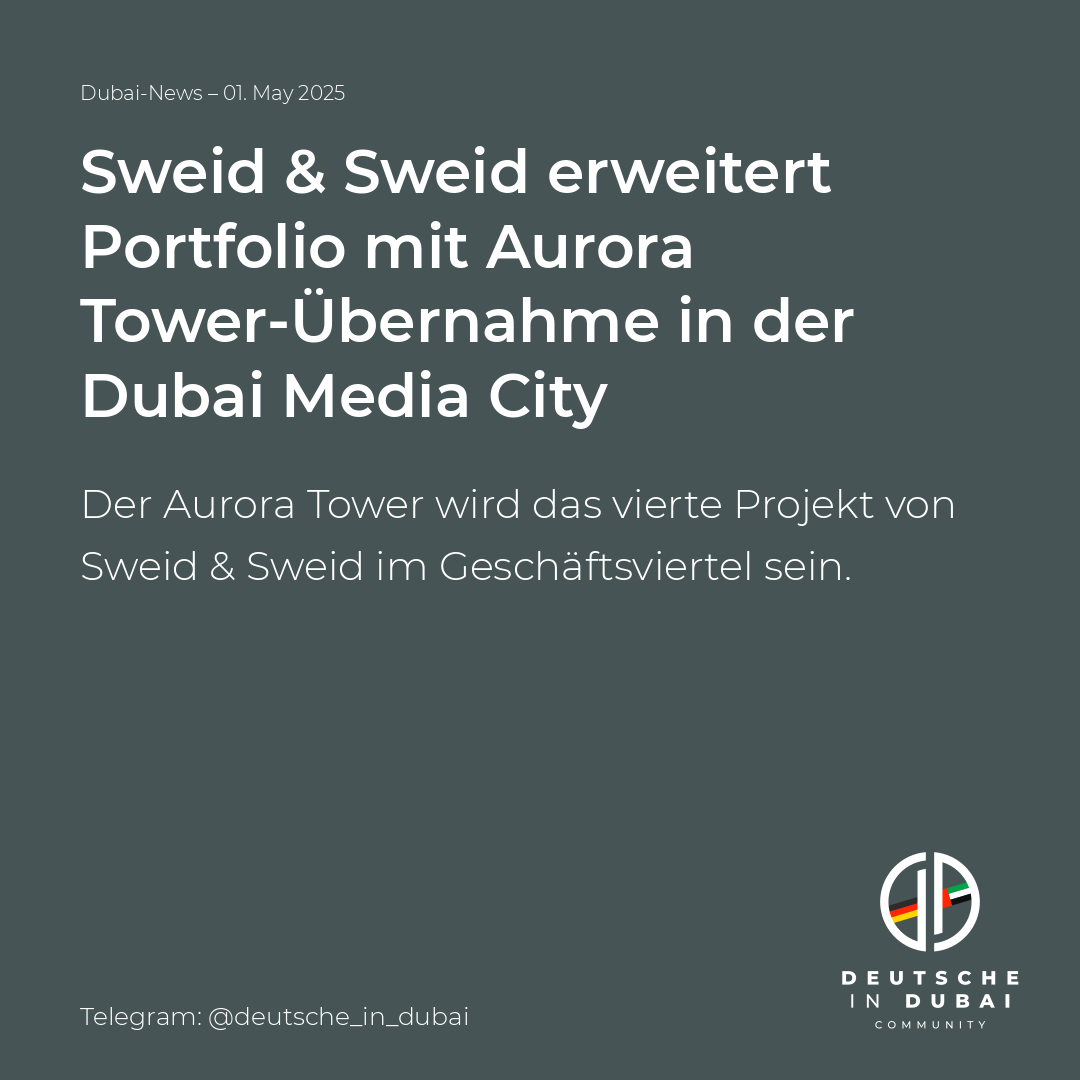 Dubai-News – 01. May 2025
Sweid & Sweid erweitert
Portfolio mit Aurora
Tower-Übernahme in der
Dubai Media City
Der Aurora Tower wird das vierte Projekt von
Sweid & Sweid im Geschäftsviertel sein.
DEUTSCHE
IN DUBAI
COMMUNITY
Telegram: @deutsche_in_dubai